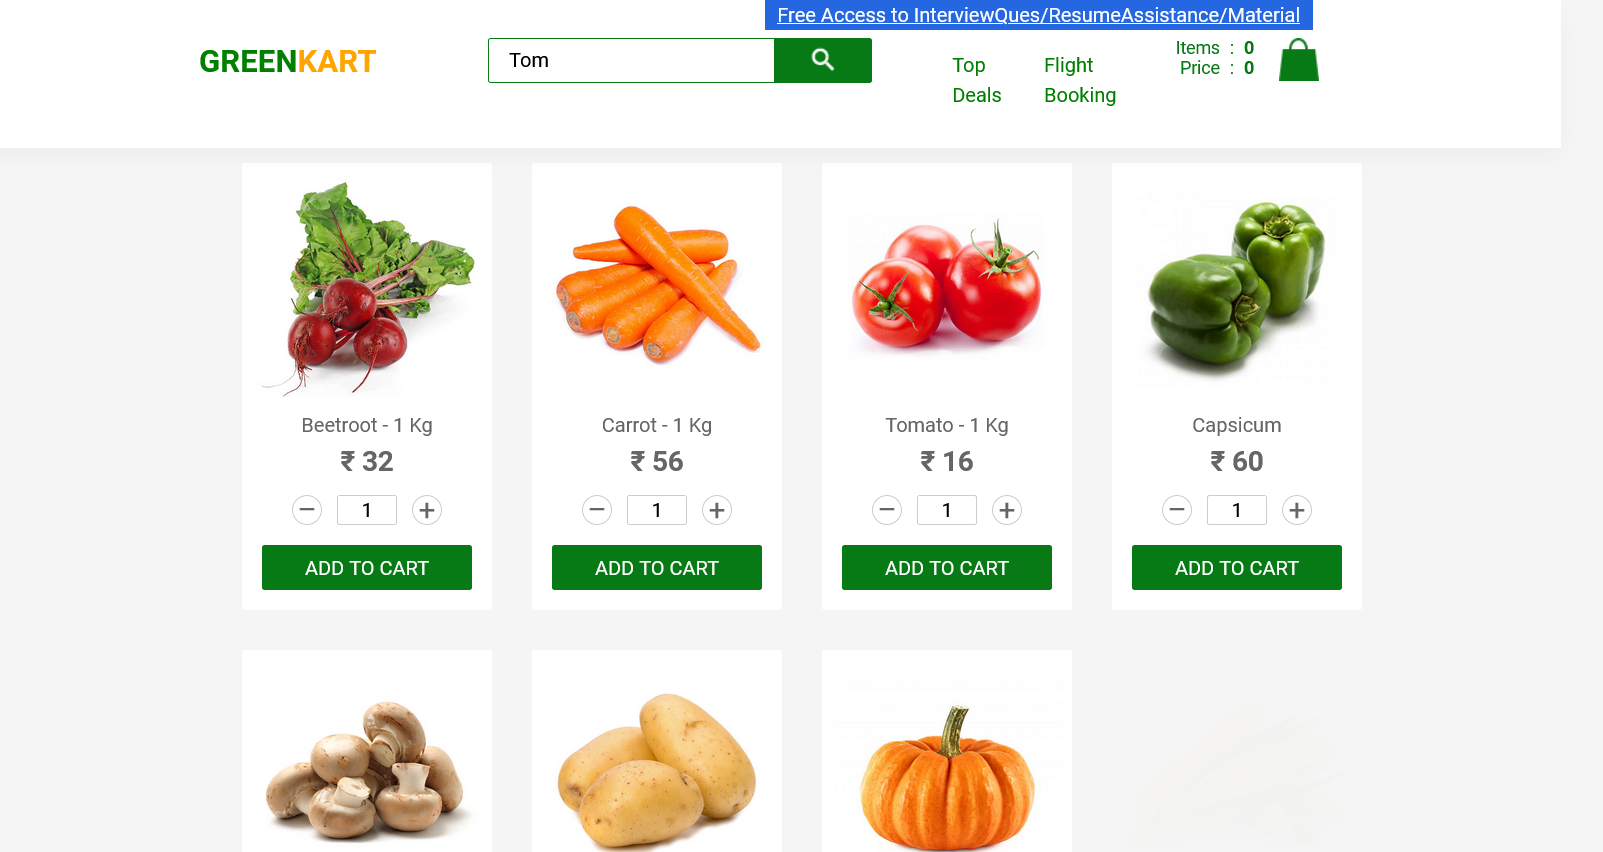 Free Access to InterviewQues/ResumeAssistance/Material
GREENKART
Tom
Top Deals
Flight Booking
Items : 0
Price : 0
Beetroot - 1 Kg
₹ 32
− 1 +
ADD TO CART
Carrot - 1 Kg
₹ 56
− 1 +
ADD TO CART
Tomato - 1 Kg
₹ 16
− 1 +
ADD TO CART
Capsicum
₹ 60
− 1 +
ADD TO CART